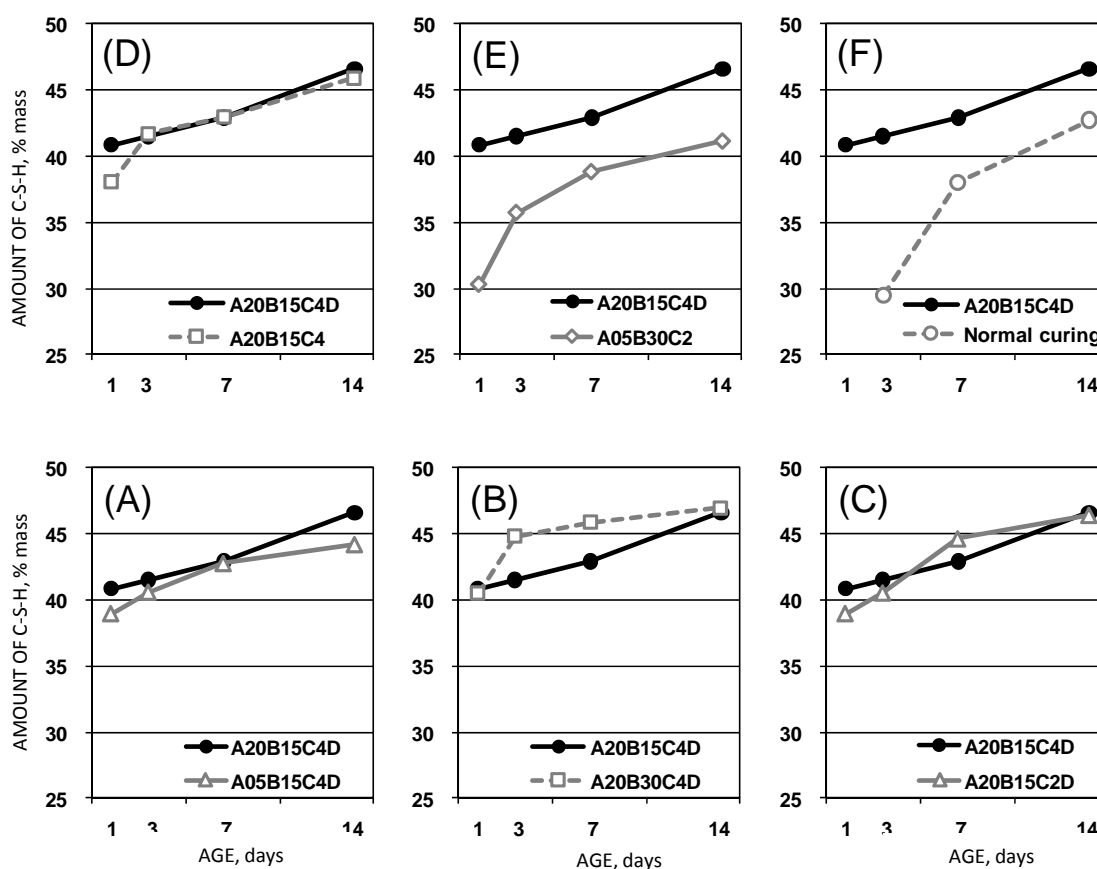 50
45
40
35
30
25
AMOUNT OF C-S-H, % mass
(D)
A20B15C4D
A20B15C4
1 3 7 14
50
45
40
35
30
25
(E)
A20B15C4D
A05B30C2
1 3 7 14
50
45
40
35
30
25
(F)
A20B15C4D
Normal curing
1 3 7 14
50
45
40
35
30
25
AMOUNT OF C-S-H, % mass
(A)
A20B15C4D
A05B15C4D
1 3 7 14
AGE, days
50
45
40
35
30
25
(B)
A20B15C4D
A20B30C4D
1 3 7 14
AGE, days
50
45
40
35
30
25
(C)
A20B15C4D
A20B15C2D
1 3 7 14
AGE, days